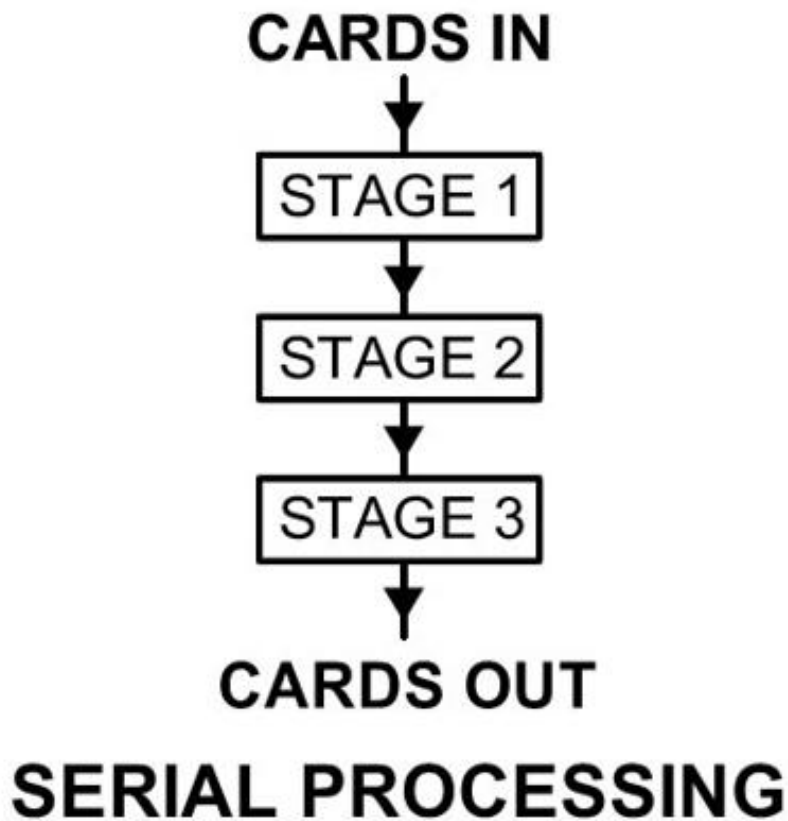 CARDS IN
STAGE 1
STAGE 2
STAGE 3
CARDS OUT
SERIAL PROCESSING